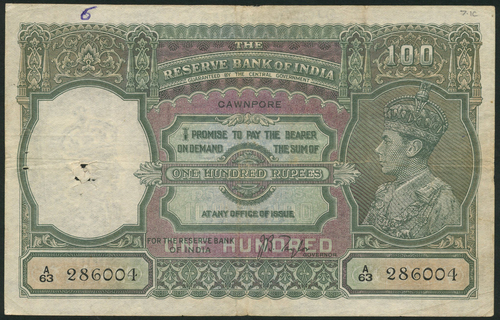 6
THE
RESERVE BANK OF INDIA
GUARANTEED BY THE CENTRAL GOVERNMENT
100
CAWNPORE
I PROMISE TO PAY THE BEARER
ON DEMAND THE SUM OF
ONE HUNDRED RUPEES
AT ANY OFFICE OF ISSUE
FOR THE RESERVE BANK
OF INDIA
GOVERNOR
HUNDRED
A/63 286004
A/63 286004